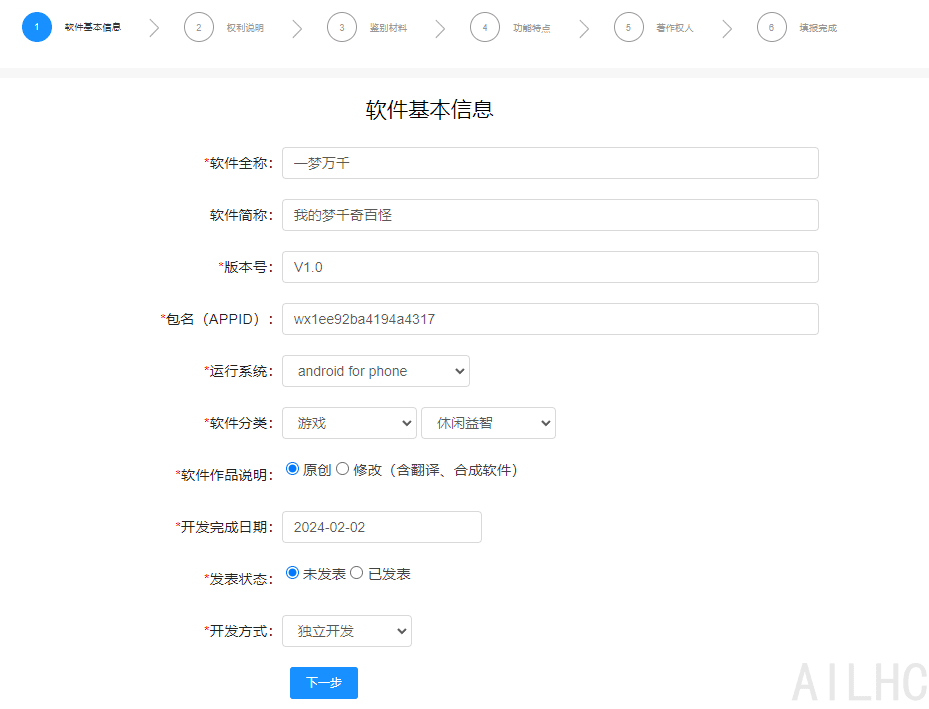 1 软件基本信息 2 权利说明 3 鉴别材料 4 功能特点 5 著作权人 6 填报完成
软件基本信息
*软件全称: 一梦万千
软件简称: 我的梦千奇百怪
*版本号: V1.0
*包名（APPID）: wx1ee92ba4194a4317
*运行系统: android for phone
*软件分类: 游戏 休闲益智
*软件作品说明: 原创 修改（含翻译、合成软件）
*开发完成日期: 2024-02-02
*发表状态: 未发表 已发表
*开发方式: 独立开发
下一步
AILHC